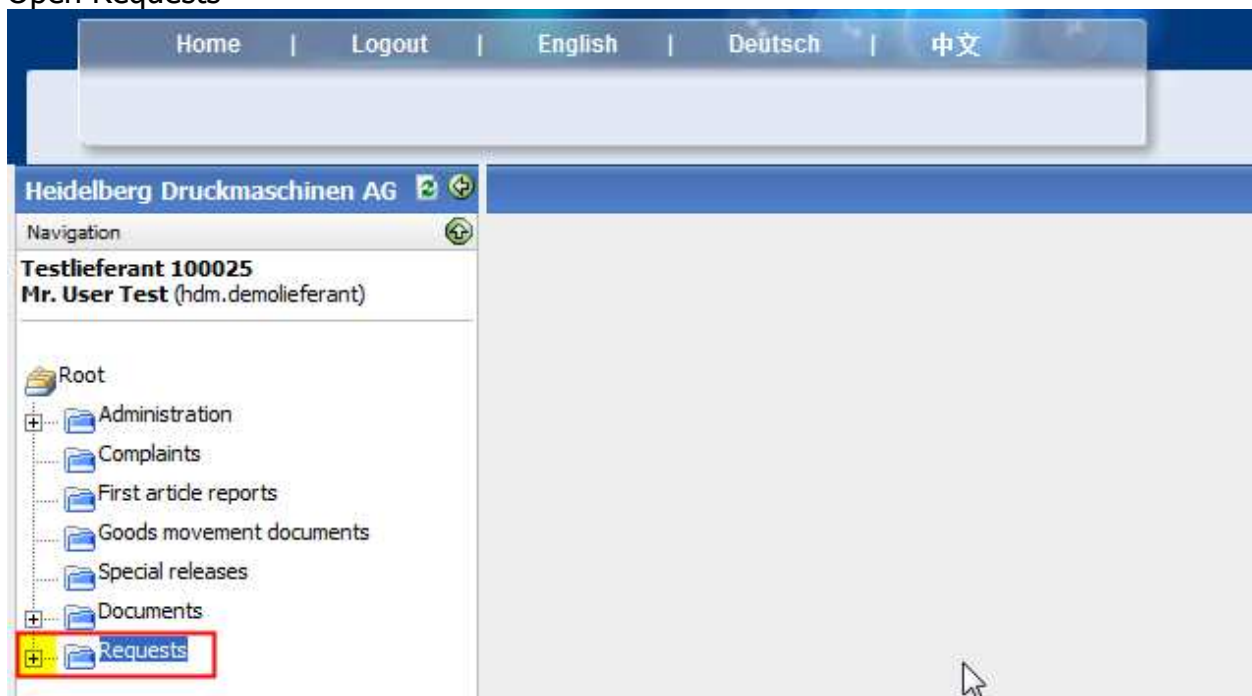 Open Requests
Home | Logout | English | Deutsch | 中文
Heidelberg Druckmaschinen AG
Navigation
Testlieferant 100025
Mr. User Test (hdm.demolieferant)
Root
Administration
Complaints
First article reports
Goods movement documents
Special releases
Documents
Requests